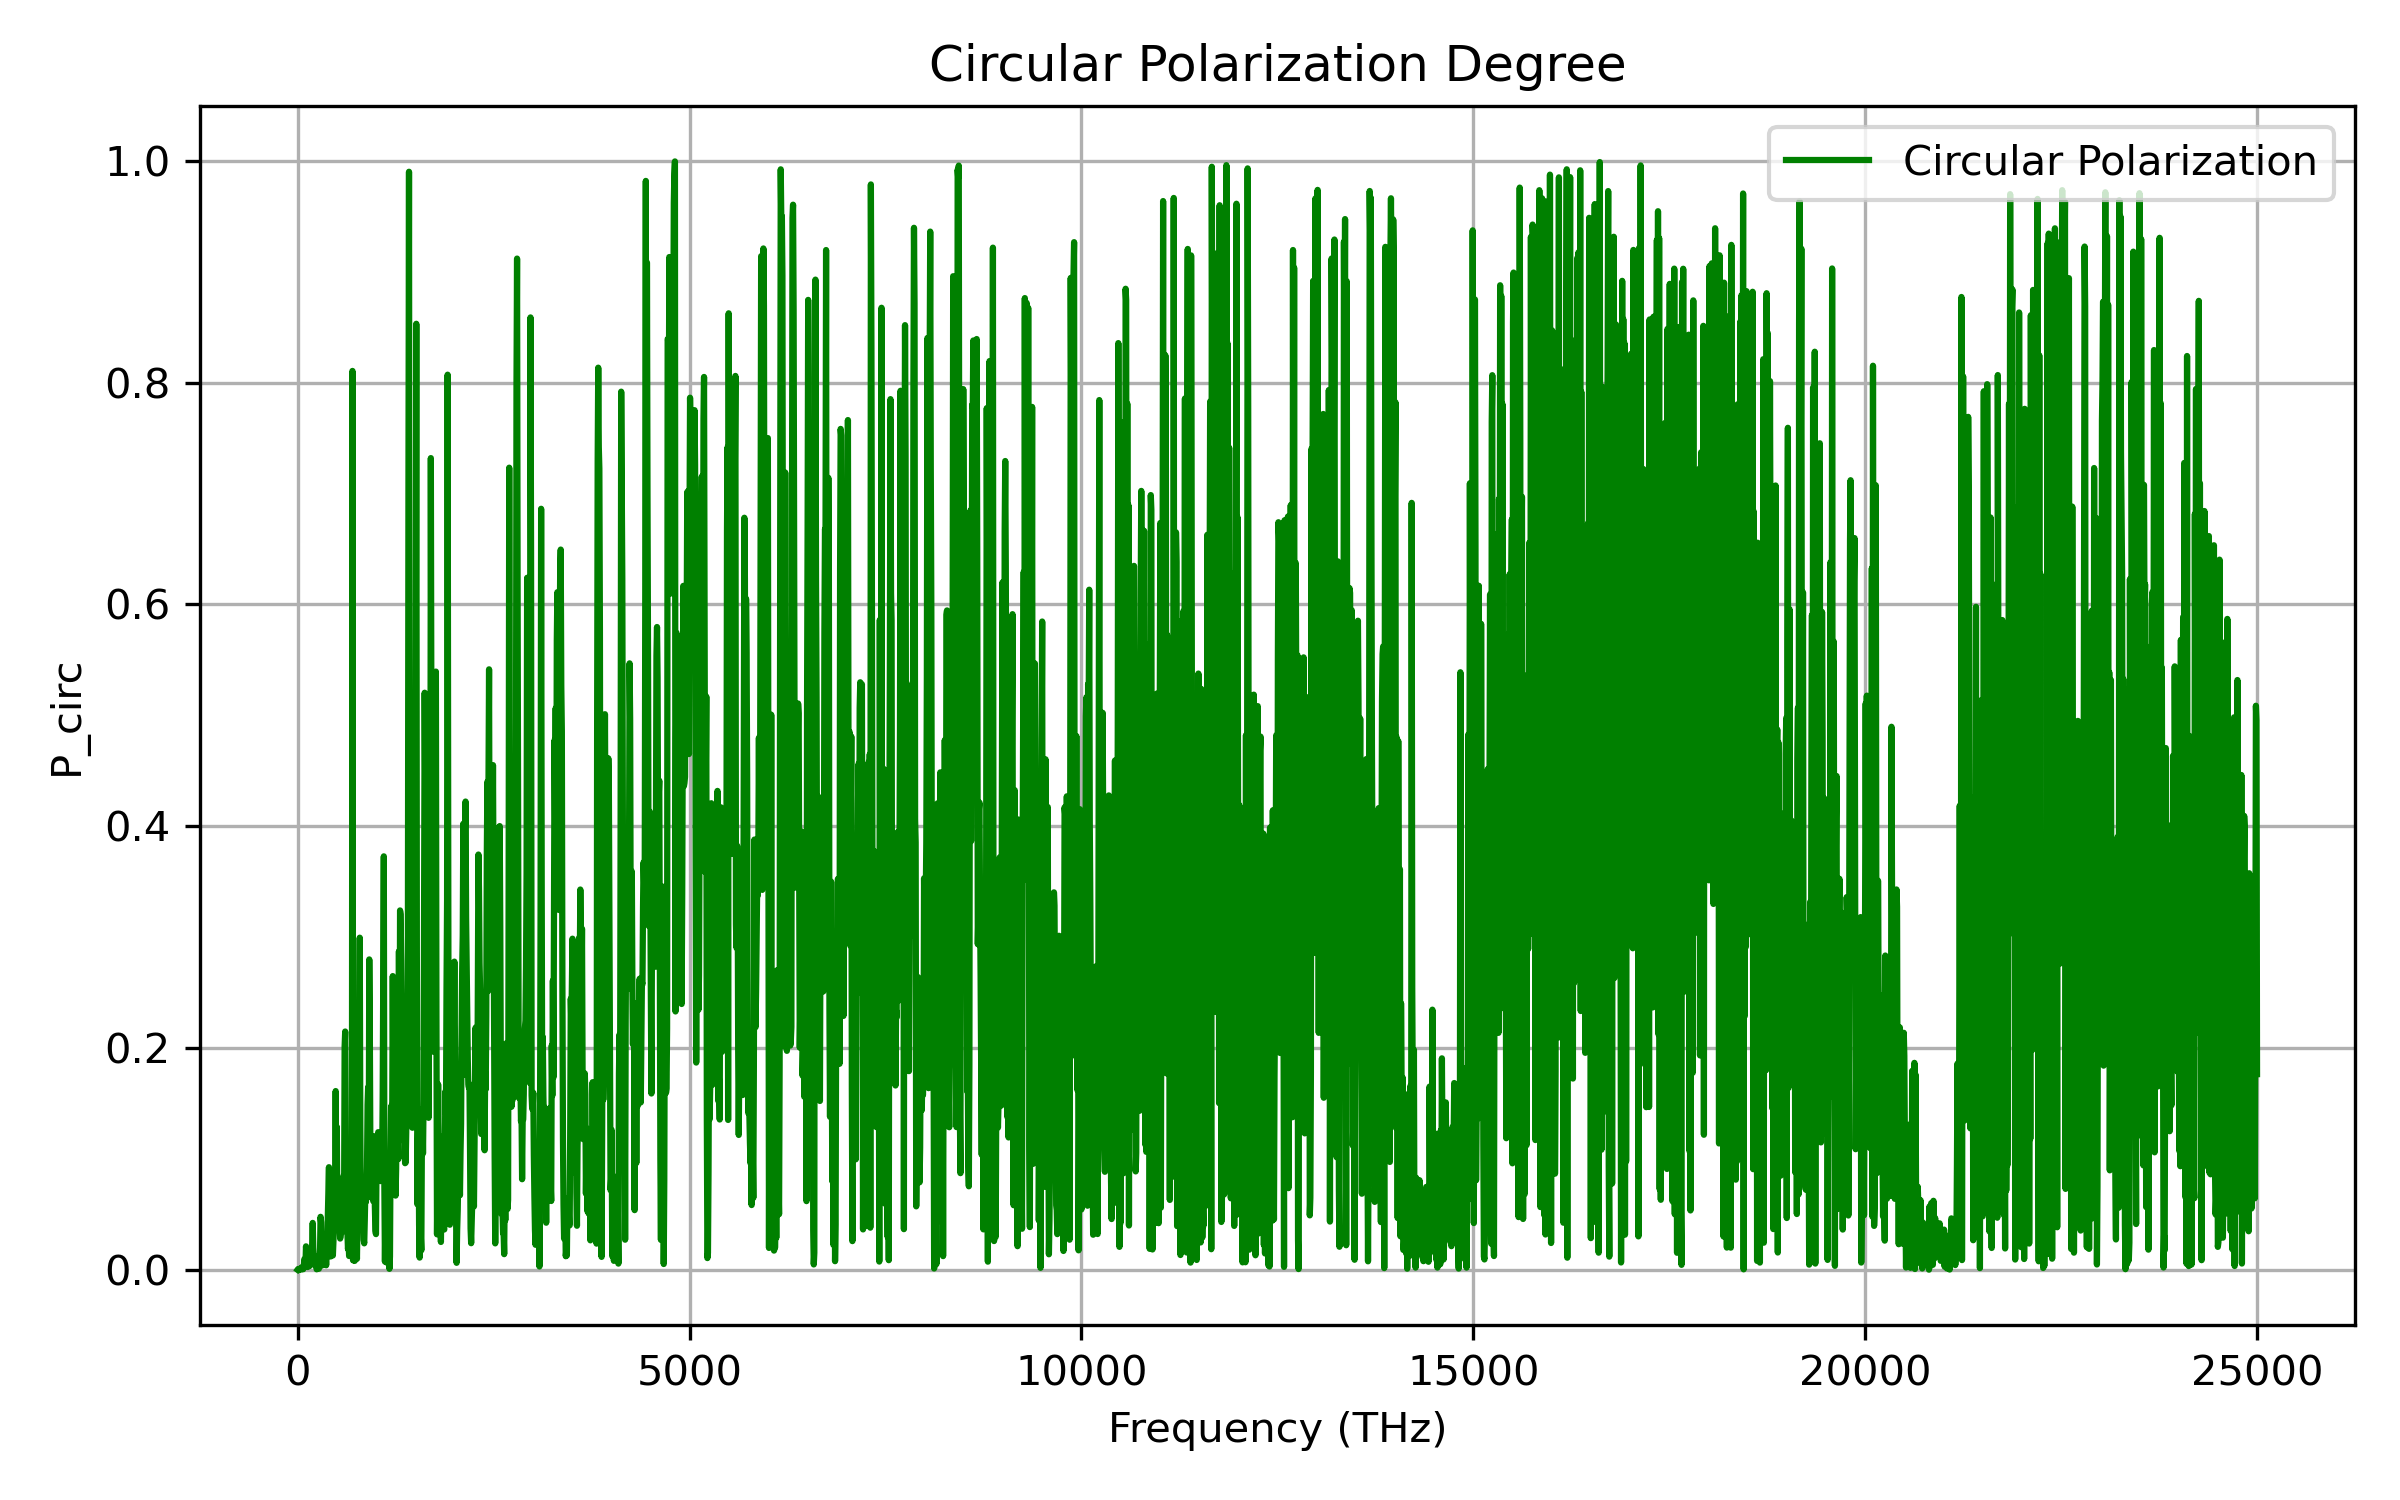 Circular Polarization Degree
Circular Polarization
1.0
0.8
0.6
0.4
0.2
0.0
P_circ
0 5000 10000 15000 20000 25000
Frequency (THz)